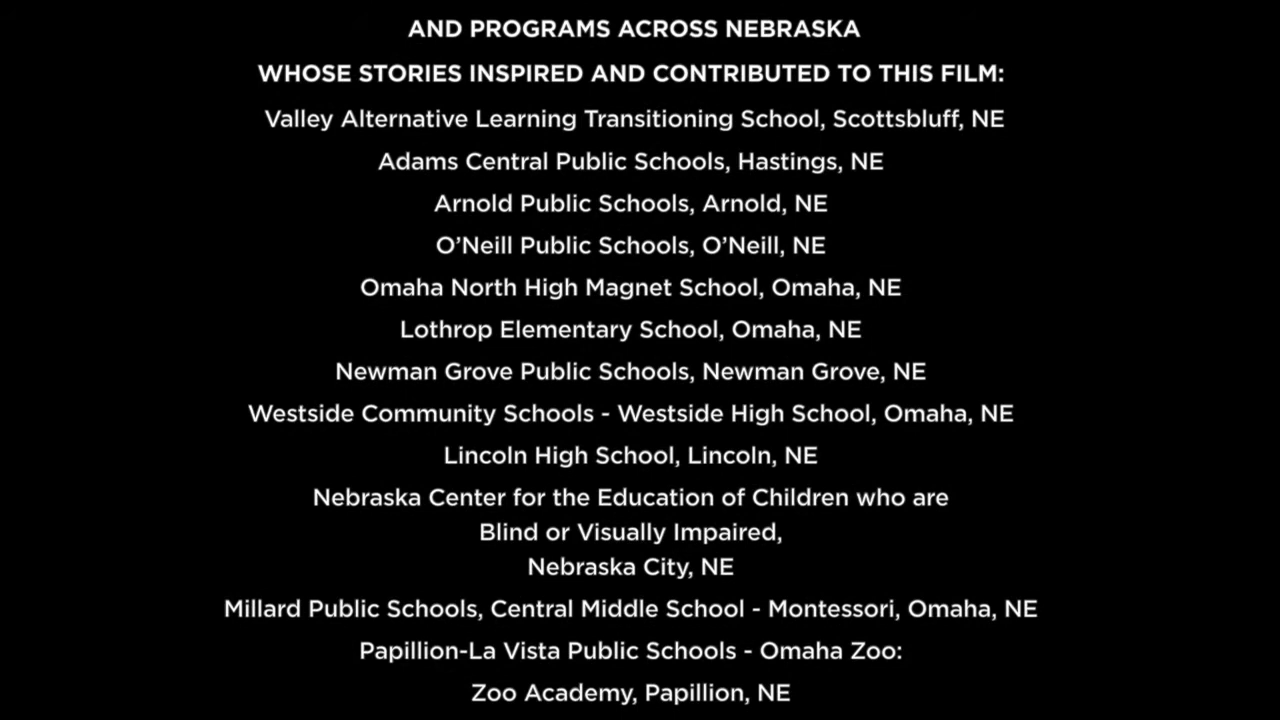 AND PROGRAMS ACROSS NEBRASKA
WHOSE STORIES INSPIRED AND CONTRIBUTED TO THIS FILM:
Valley Alternative Learning Transitioning School, Scottsbluff, NE
Adams Central Public Schools, Hastings, NE
Arnold Public Schools, Arnold, NE
O’Neill Public Schools, O’Neill, NE
Omaha North High Magnet School, Omaha, NE
Lothrop Elementary School, Omaha, NE
Newman Grove Public Schools, Newman Grove, NE
Westside Community Schools - Westside High School, Omaha, NE
Lincoln High School, Lincoln, NE
Nebraska Center for the Education of Children who are
Blind or Visually Impaired,
Nebraska City, NE
Millard Public Schools, Central Middle School - Montessori, Omaha, NE
Papillion-La Vista Public Schools - Omaha Zoo:
Zoo Academy, Papillion, NE